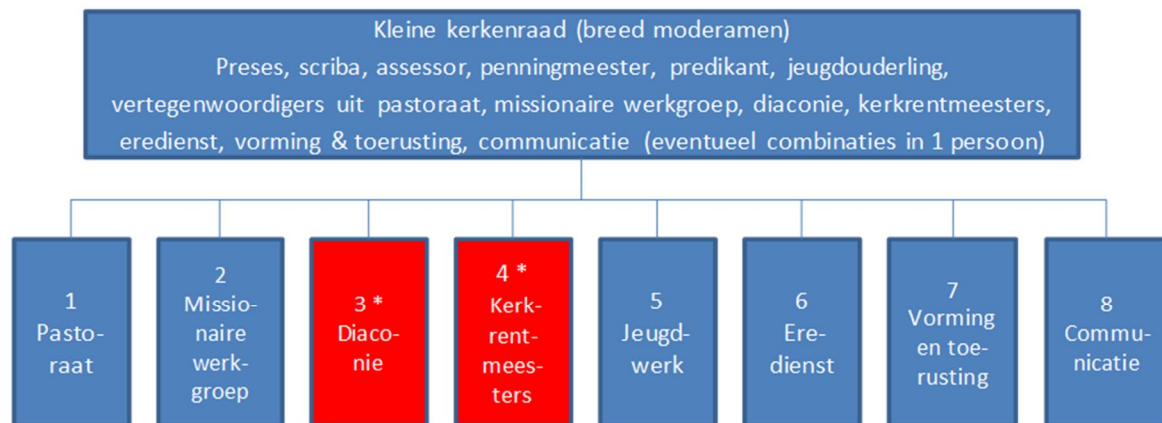 Kleine kerkenraad (breed moderamen)
Preses, scriba, assessor, penningmeester, predikant, jeugdouderling,
vertegenwoordigers uit pastoraat, missionaire werkgroep, diaconie, kerkrentmeesters,
eredienst, vorming & toerusting, communicatie (eventueel combinaties in 1 persoon)
1
Pasto-
raat
2
Missio-
naire
werk-
groep
3 *
Diaco-
nie
4 *
Kerk-
rent-
mees-
ters
5
Jeugd-
werk
6
Ere-
dienst
7
Vorming
en toe-
rusting
8
Commu-
nicatie